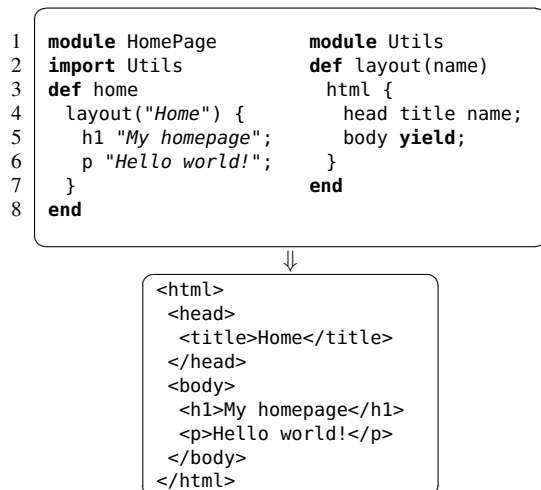 1 module HomePage
2 import Utils
3 def home
4 layout("Home") {
5 h1 "My homepage";
6 p "Hello world!";
7 }
8 end
module Utils
def layout(name)
html {
head title name;
body yield;
}
end
⇓
<html>
<head>
<title>Home</title>
</head>
<body>
<h1>My homepage</h1>
<p>Hello world!</p>
</body>
</html>